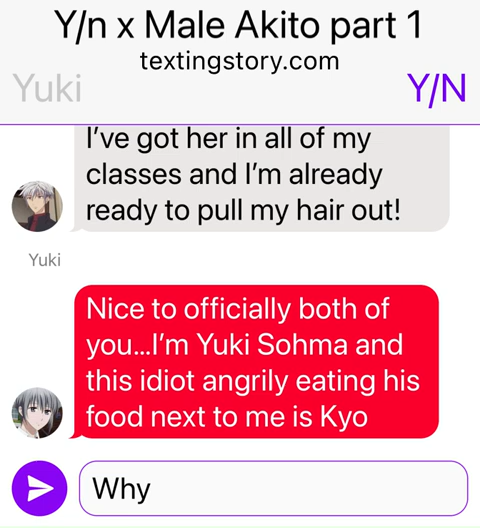 Y/n x Male Akito part 1
textingstory.com
Yuki
Y/N
I've got her in all of my
classes and I'm already
ready to pull my hair out!
Yuki
Nice to officially both of
you...I'm Yuki Sohma and
this idiot angrily eating his
food next to me is Kyo
Why